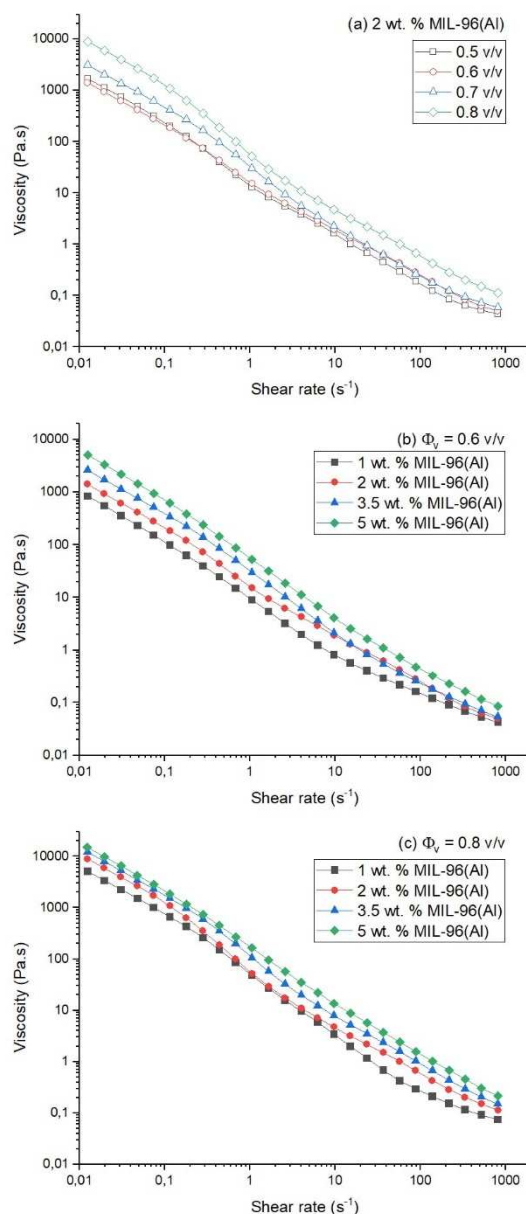 (a) 2 wt. % MIL-96(Al)
0.5 v/v
0.6 v/v
0.7 v/v
0.8 v/v
10000
1000
100
10
1
0,1
0,01
Viscosity (Pa.s)
0,01 0,1 1 10 100 1000
Shear rate (s⁻¹)
(b) Φᵥ = 0.6 v/v
1 wt. % MIL-96(Al)
2 wt. % MIL-96(Al)
3.5 wt. % MIL-96(Al)
5 wt. % MIL-96(Al)
10000
1000
100
10
1
0,1
0,01
Viscosity (Pa.s)
0,01 0,1 1 10 100 1000
Shear rate (s⁻¹)
(c) Φᵥ = 0.8 v/v
1 wt. % MIL-96(Al)
2 wt. % MIL-96(Al)
3.5 wt. % MIL-96(Al)
5 wt. % MIL-96(Al)
10000
1000
100
10
1
0,1
0,01
Viscosity (Pa.s)
0,01 0,1 1 10 100 1000
Shear rate (s⁻¹)